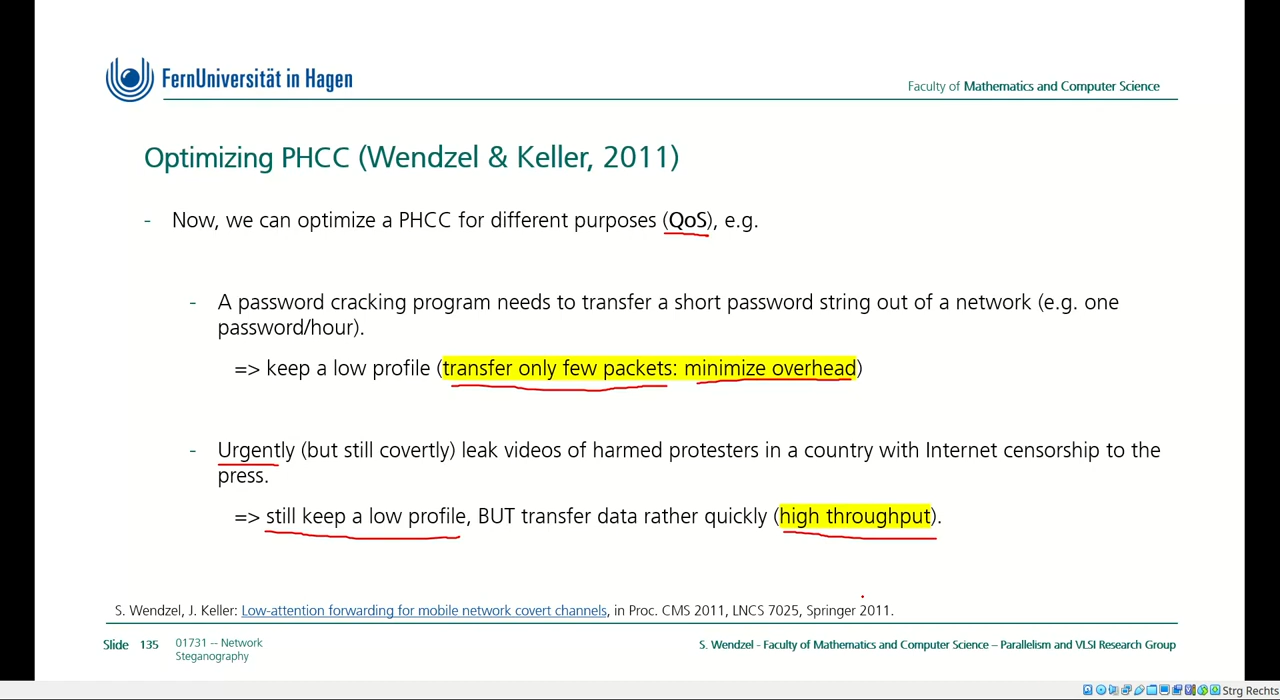 FernUniversität in Hagen
Faculty of Mathematics and Computer Science
Optimizing PHCC (Wendzel & Keller, 2011)
- Now, we can optimize a PHCC for different purposes (QoS), e.g.
- A password cracking program needs to transfer a short password string out of a network (e.g. one
password/hour).
=> keep a low profile (transfer only few packets: minimize overhead)
- Urgently (but still covertly) leak videos of harmed protesters in a country with Internet censorship to the
press.
=> still keep a low profile, BUT transfer data rather quickly (high throughput).
S. Wendzel, J. Keller: Low-attention forwarding for mobile network covert channels, in Proc. CMS 2011, LNCS 7025, Springer 2011.
Slide 135 01731 -- Network
Steganography
S. Wendzel - Faculty of Mathematics and Computer Science – Parallelism and VLSI Research Group
Strg Rechts